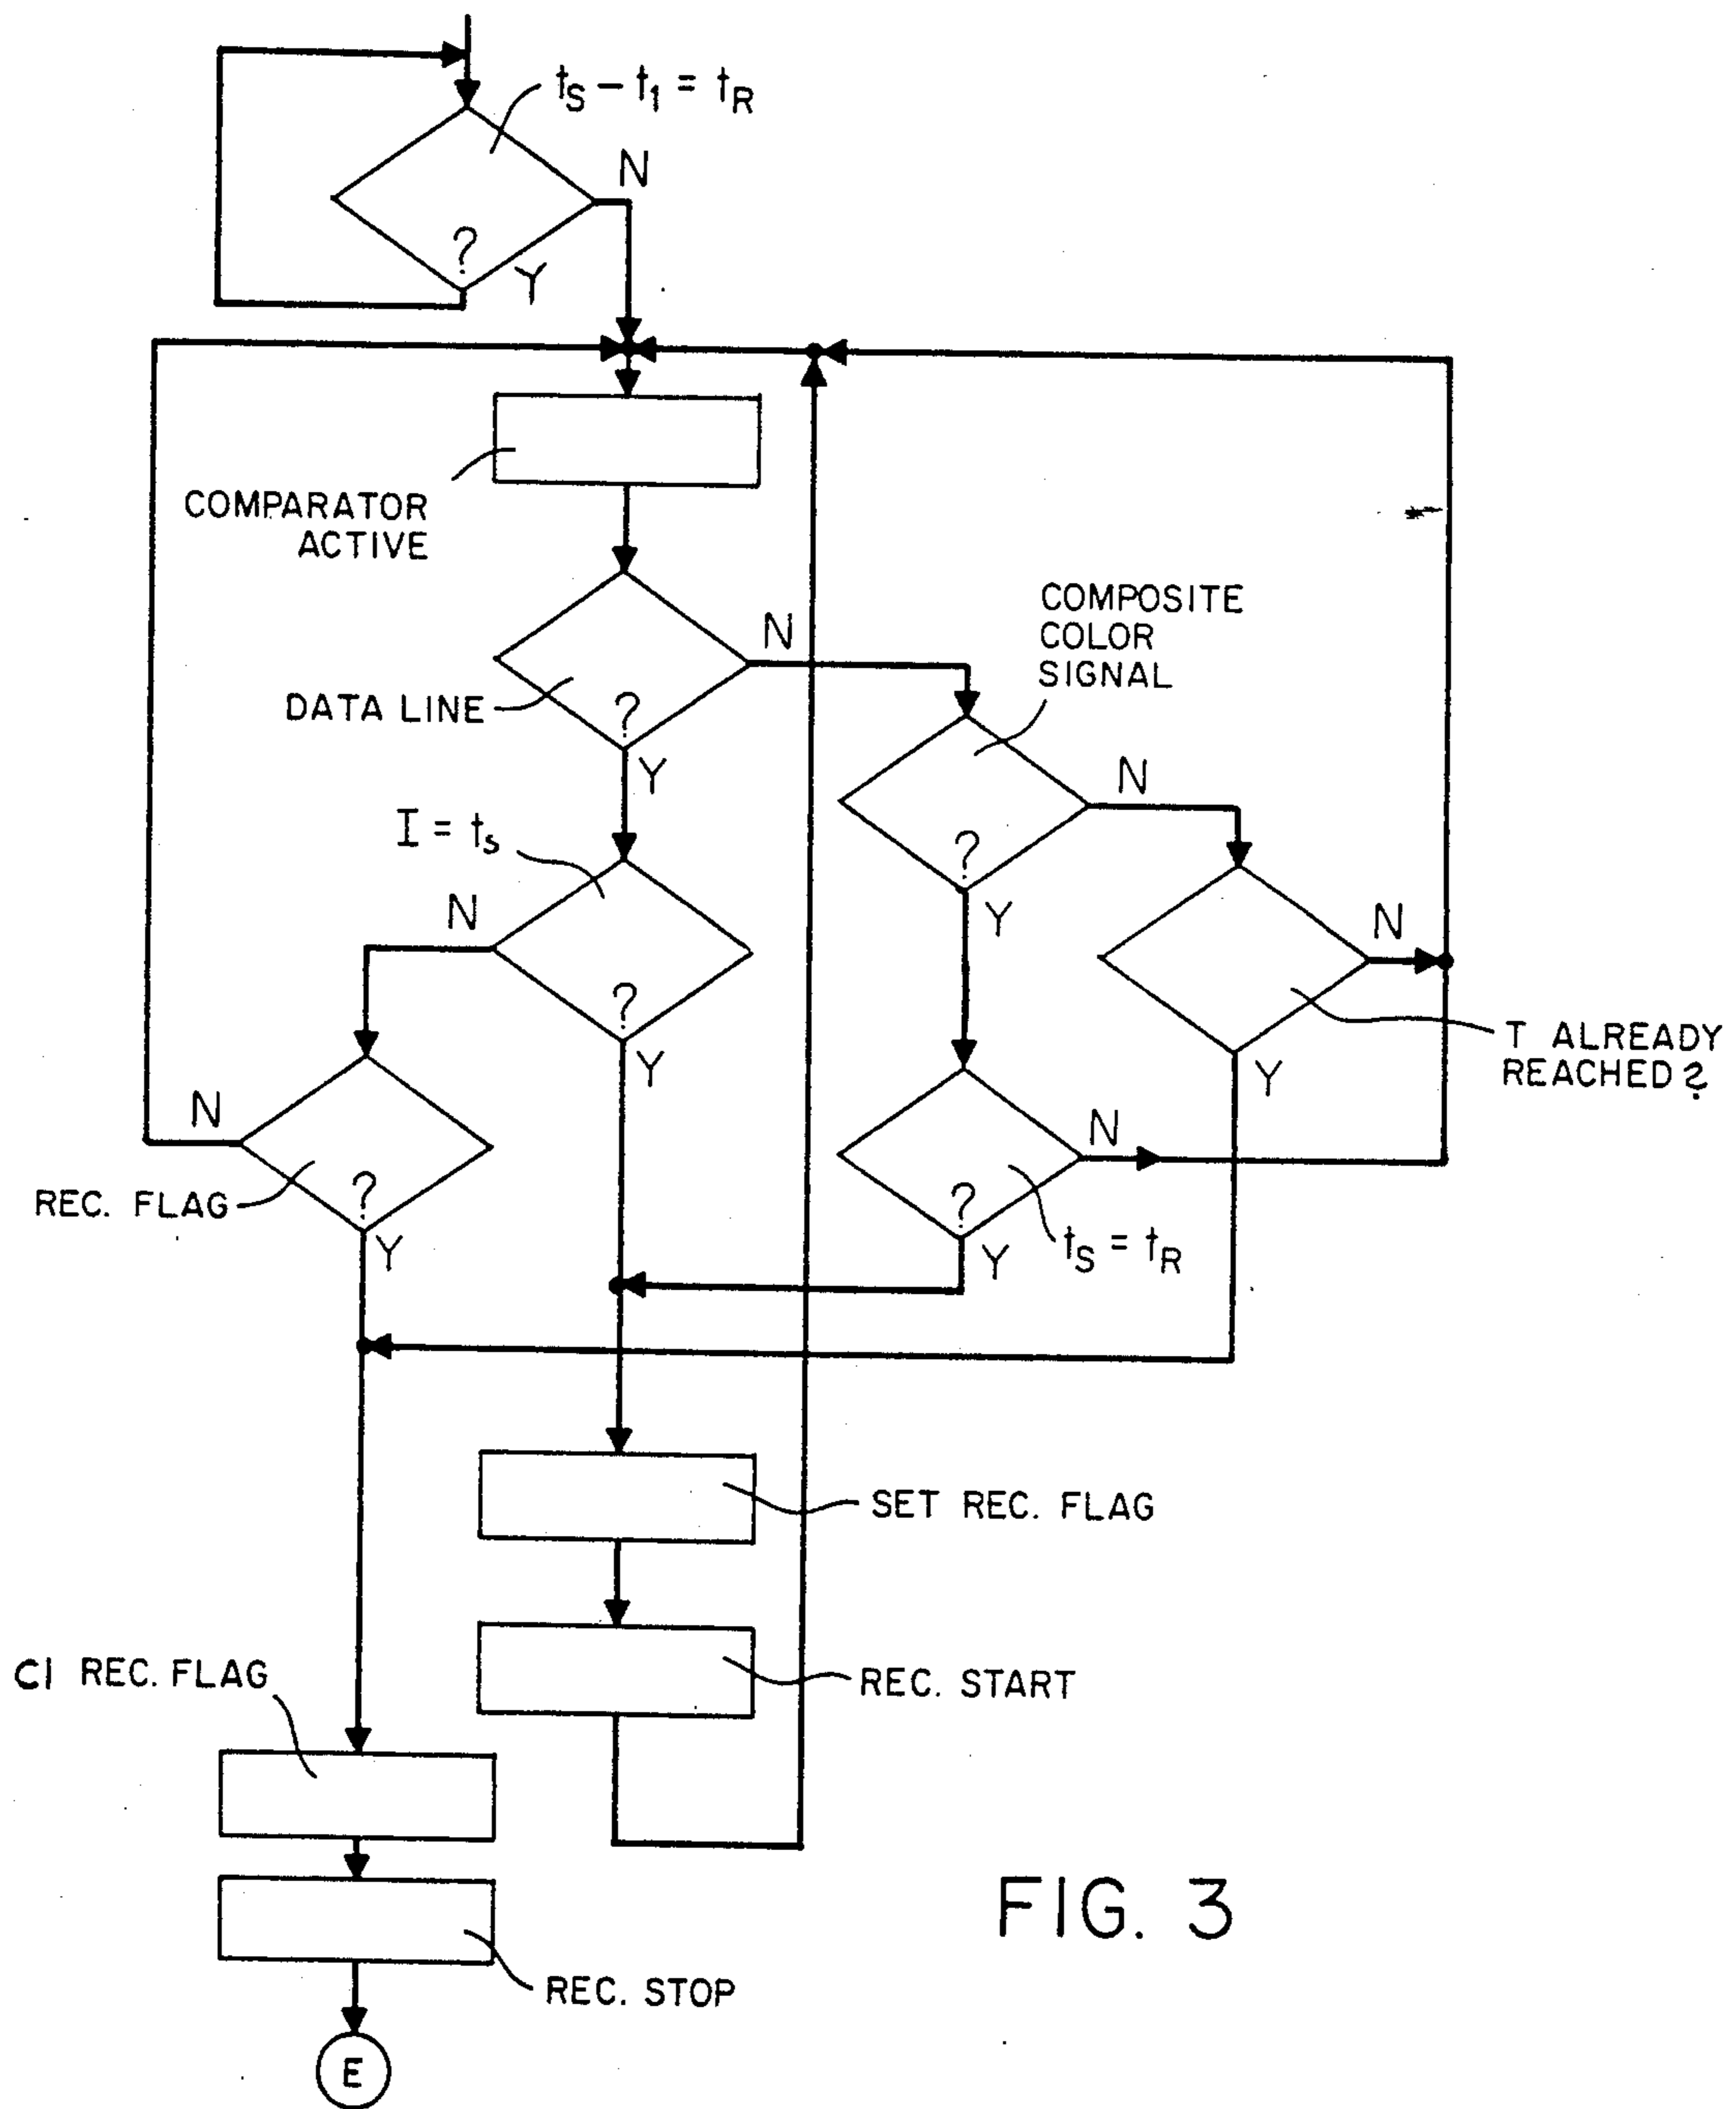 tS – t1 = tR
N
?
Y
COMPARATOR
ACTIVE
N
DATA LINE
?
Y
COMPOSITE
COLOR
SIGNAL
N
?
Y
I = ts
N
?
Y
N
T ALREADY
REACHED?
Y
N
REC. FLAG
?
Y
N
?
Y
tS = tR
SET REC. FLAG
REC. START
Cl REC. FLAG
REC. STOP
E
FIG. 3